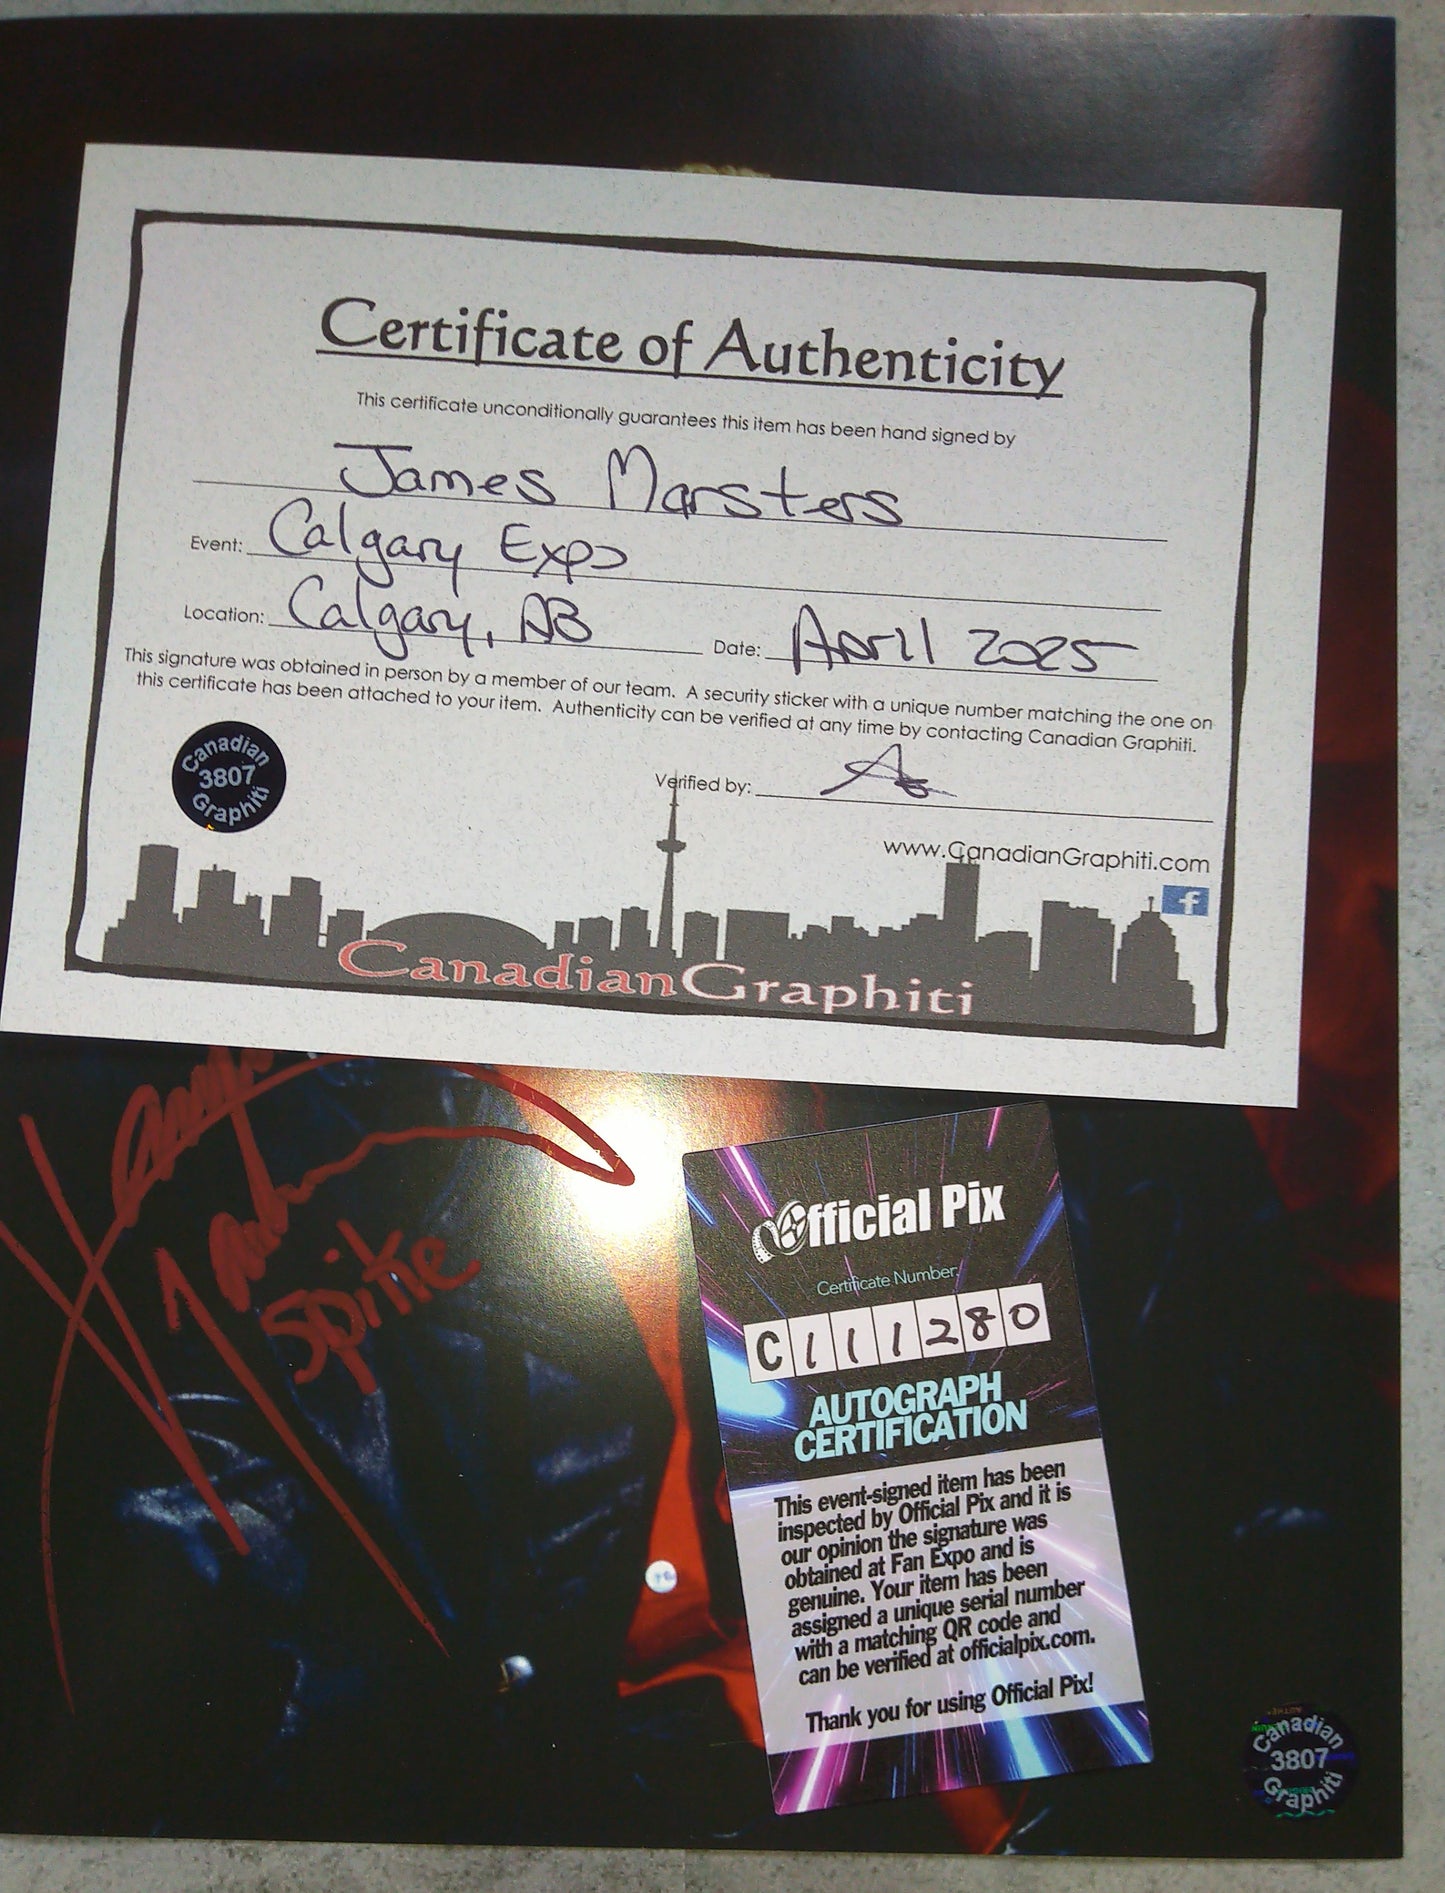 Certificate of Authenticity
This certificate unconditionally guarantees this item has been hand signed by
James Marsters
Event: Calgary Expo
Location: Calgary, AB Date: April 2025
This signature was obtained in person by a member of our team. A security sticker with a unique number matching the one on
this certificate has been attached to your item. Authenticity can be verified at any time by contacting Canadian Graphiti.
Canadian
3807
Graphiti
Verified by:
www.CanadianGraphiti.com
f
CanadianGraphiti
Spike
Official Pix
Certificate Number:
C111280
AUTOGRAPH
CERTIFICATION
This event-signed item has been
inspected by Official Pix and it is
our opinion the signature was
obtained at Fan Expo and is
genuine. Your item has been
assigned a unique serial number
with a matching QR code and
can be verified at officialpix.com.
Thank you for using Official Pix!
Canadian
3807
Graphiti